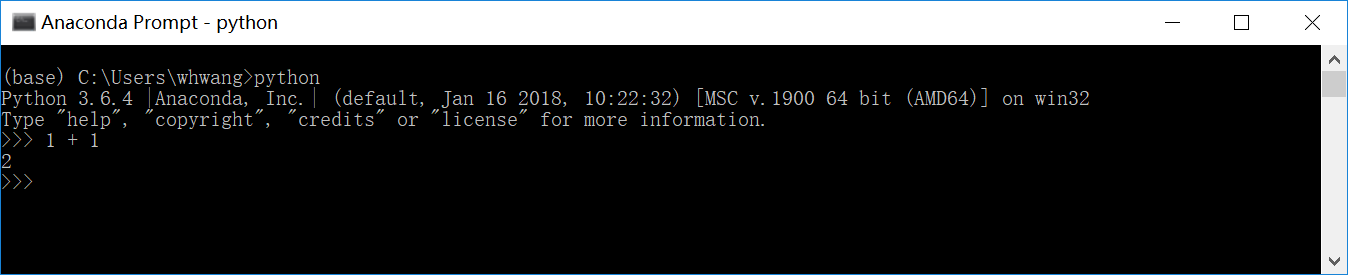 Anaconda Prompt - python
(base) C:\Users\whwang>python
Python 3.6.4 |Anaconda, Inc.| (default, Jan 16 2018, 10:22:32) [MSC v.1900 64 bit (AMD64)] on win32
Type "help", "copyright", "credits" or "license" for more information.
>>> 1 + 1
2
>>>